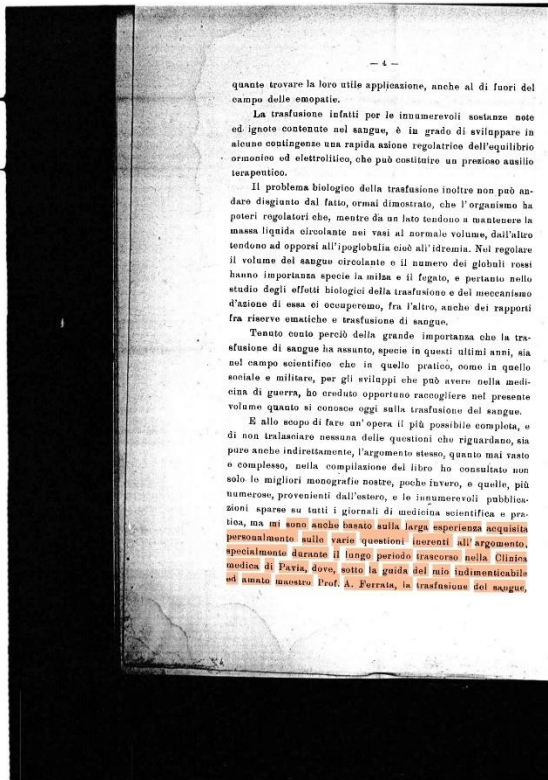 — 4 —
quante trovare la loro utile applicazione, anche al di fuori del
campo delle emopatie.
La trasfusione infatti per le innumerevoli sostanze note
ed ignote contenute nel sangue, è in grado di sviluppare in
alcune contingenze una rapida azione regolatrice dell'equilibrio
ormonico ed elettrolitico, che può costituire un prezioso ausilio
terapeutico.
Il problema biologico della trasfusione inoltre non può an-
dare disgiunto dal fatto, ormai dimostrato, che l'organismo ha
poteri regolatori che, mentre da un lato tendono a mantenere la
massa liquida circolante nei vasi al normale volume, dall'altro
tendono ad opporsi all'ipoglobulia cioè all'idremia. Nel regolare
il volume del sangue circolante e il numero dei globuli rossi
hanno importanza specie la milza e il fegato, e pertanto nello
studio degli effetti biologici della trasfusione e del meccanismo
d'azione di essa ci occuperemo, fra l'altro, anche dei rapporti
fra riserve ematiche e trasfusione di sangue.
Tenuto conto perciò della grande importanza che la tra-
sfusione di sangue ha assunto, specie in questi ultimi anni, sia
nel campo scientifico che in quello pratico, come in quello
sociale e militare, per gli sviluppi che può avere nella medi-
cina di guerra, ho creduto opportuno raccogliere nel presente
volume quanto si conosce oggi sulla trasfusione del sangue.
E allo scopo di fare un' opera il più possibile completa, e
di non tralasciare nessuna delle questioni che riguardano, sia
pure anche indirettamente, l'argomento stesso, quanto mai vasto
e complesso, nella compilazione del libro ho consultato non
solo le migliori monografie nostre, poche invero, e quelle, più
numerose, provenienti dall'estero, e le innumerevoli pubblica-
zioni sparse su tutti i giornali di medicina scientifica e pra-
tica, ma mi sono anche basato sulla larga esperienza acquisita
personalmente sulle varie questioni inerenti all' argomento,
specialmente durante il lungo periodo trascorso nella Clinica
medica di Pavia, dove, sotto la guida del mio indimenticabile
ed amato maestro Prof. A. Ferrata, la trasfusione del sangue,